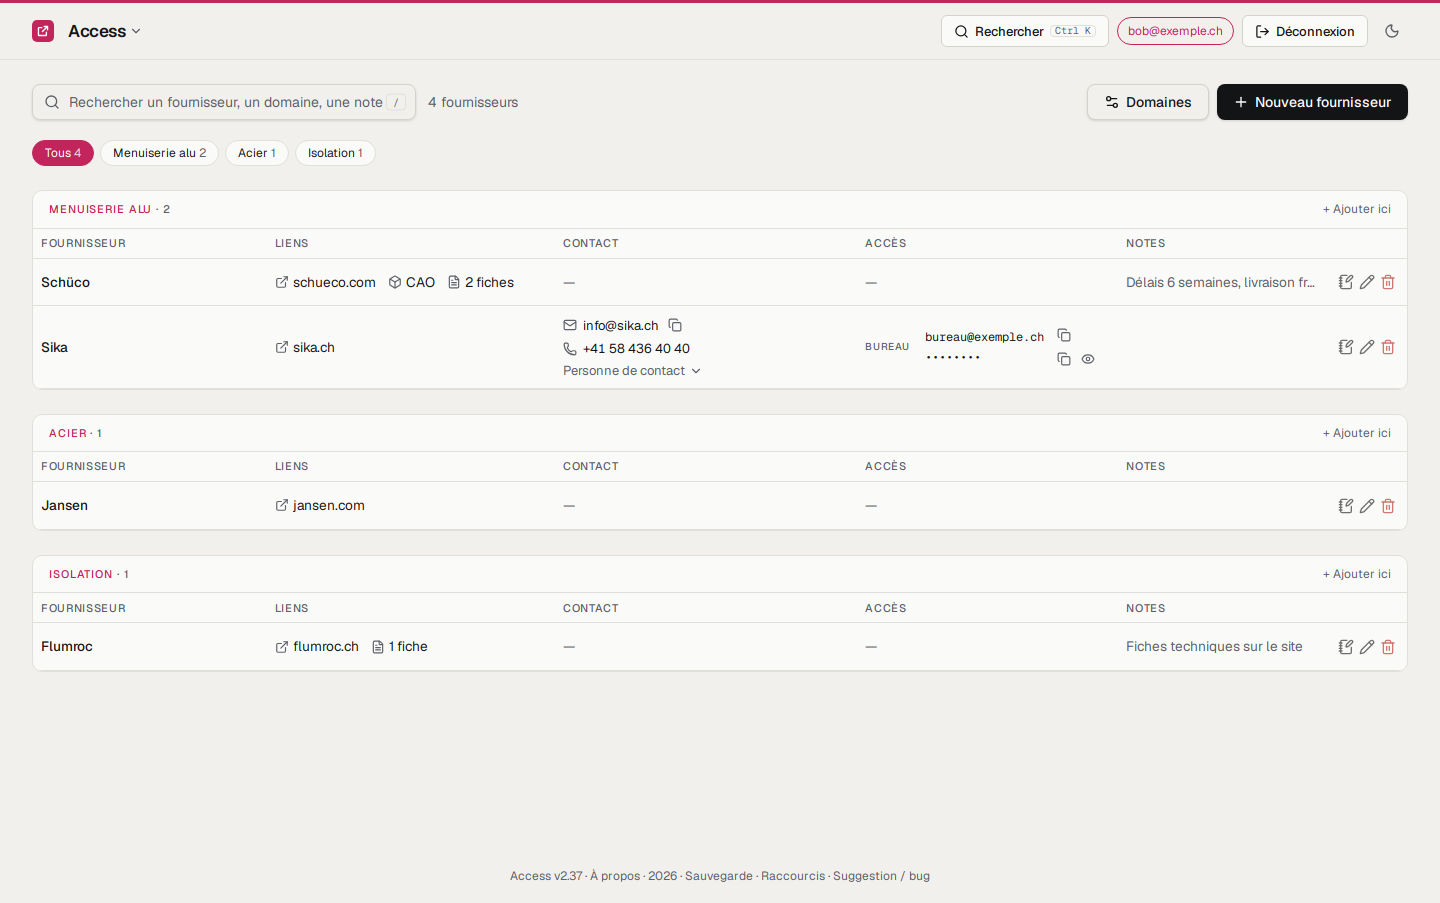 Access
Rechercher Ctrl K
bob@exemple.ch
Déconnexion
Rechercher un fournisseur, un domaine, une note /
4 fournisseurs
Domaines
+ Nouveau fournisseur
Tous 4
Menuiserie alu 2
Acier 1
Isolation 1
MENUISERIE ALU · 2
+ Ajouter ici
FOURNISSEUR LIENS CONTACT ACCÈS NOTES
Schüco schueco.com CAO 2 fiches — — Délais 6 semaines, livraison fr...
Sika sika.ch
info@sika.ch
+41 58 436 40 40
Personne de contact
BUREAU
bureau@exemple.ch
••••••••
ACIER · 1
+ Ajouter ici
FOURNISSEUR LIENS CONTACT ACCÈS NOTES
Jansen jansen.com — —
ISOLATION · 1
+ Ajouter ici
FOURNISSEUR LIENS CONTACT ACCÈS NOTES
Flumroc flumroc.ch 1 fiche — — Fiches techniques sur le site
Access v2.37 · À propos · 2026 · Sauvegarde · Raccourcis · Suggestion / bug